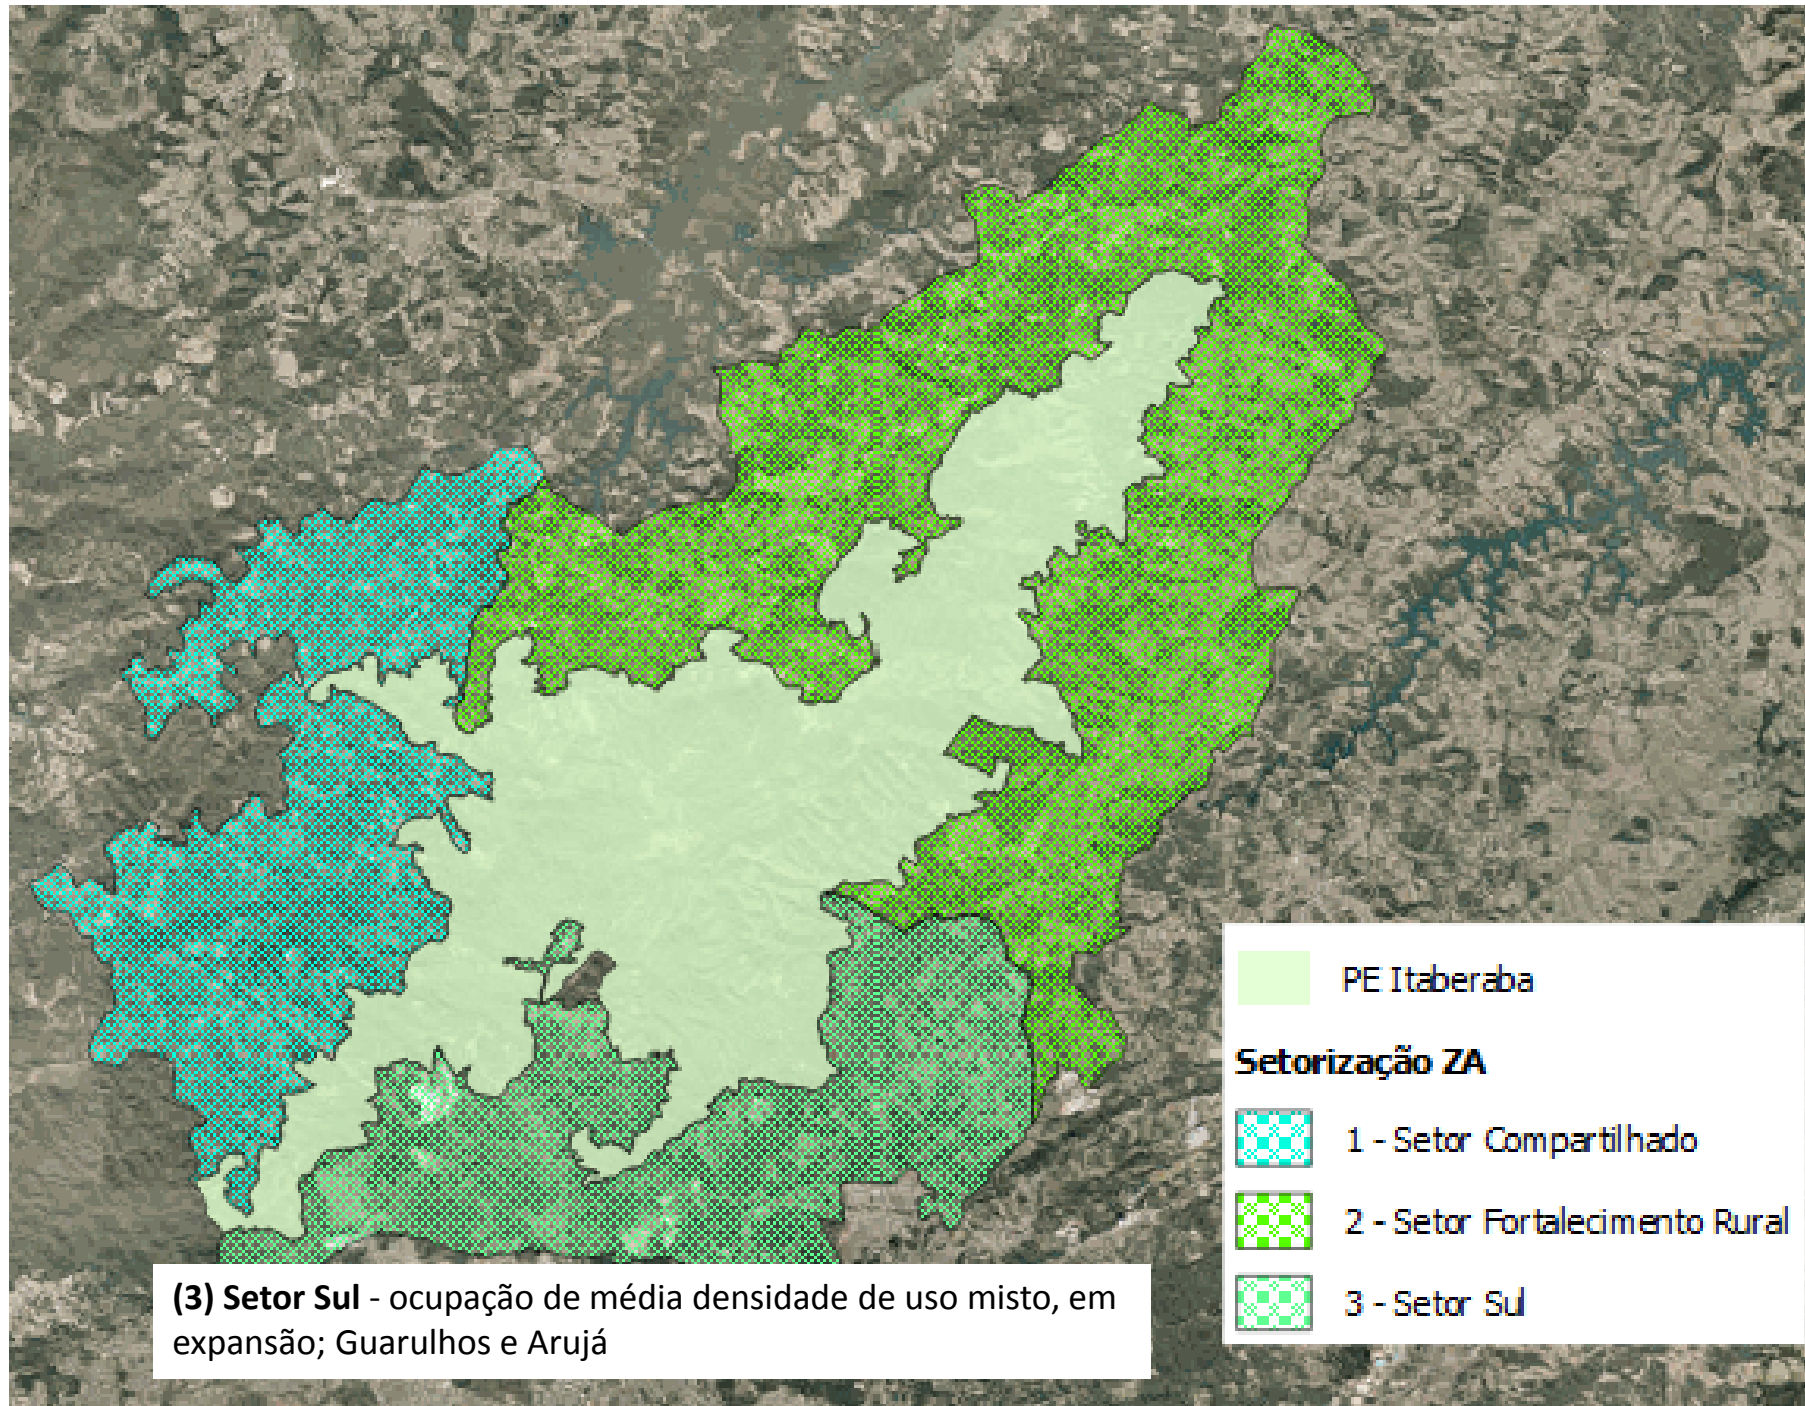 PE Itaberaba
Setorização ZA
1 - Setor Compartilhado
2 - Setor Fortalecimento Rural
3 - Setor Sul
(3) Setor Sul - ocupação de média densidade de uso misto, em
expansão; Guarulhos e Arujá